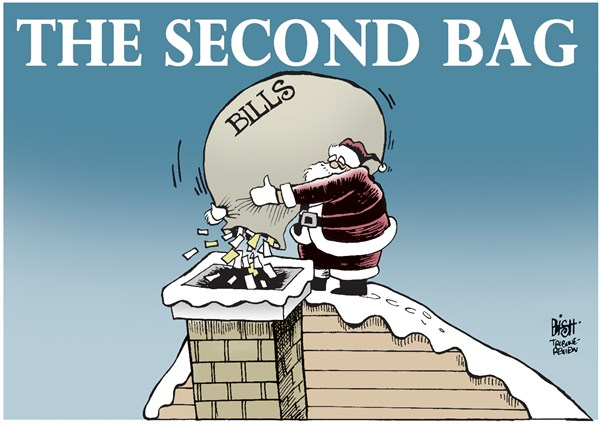 THE SECOND BAG
BILLS
BISH
TRIBUNE-
REVIEW